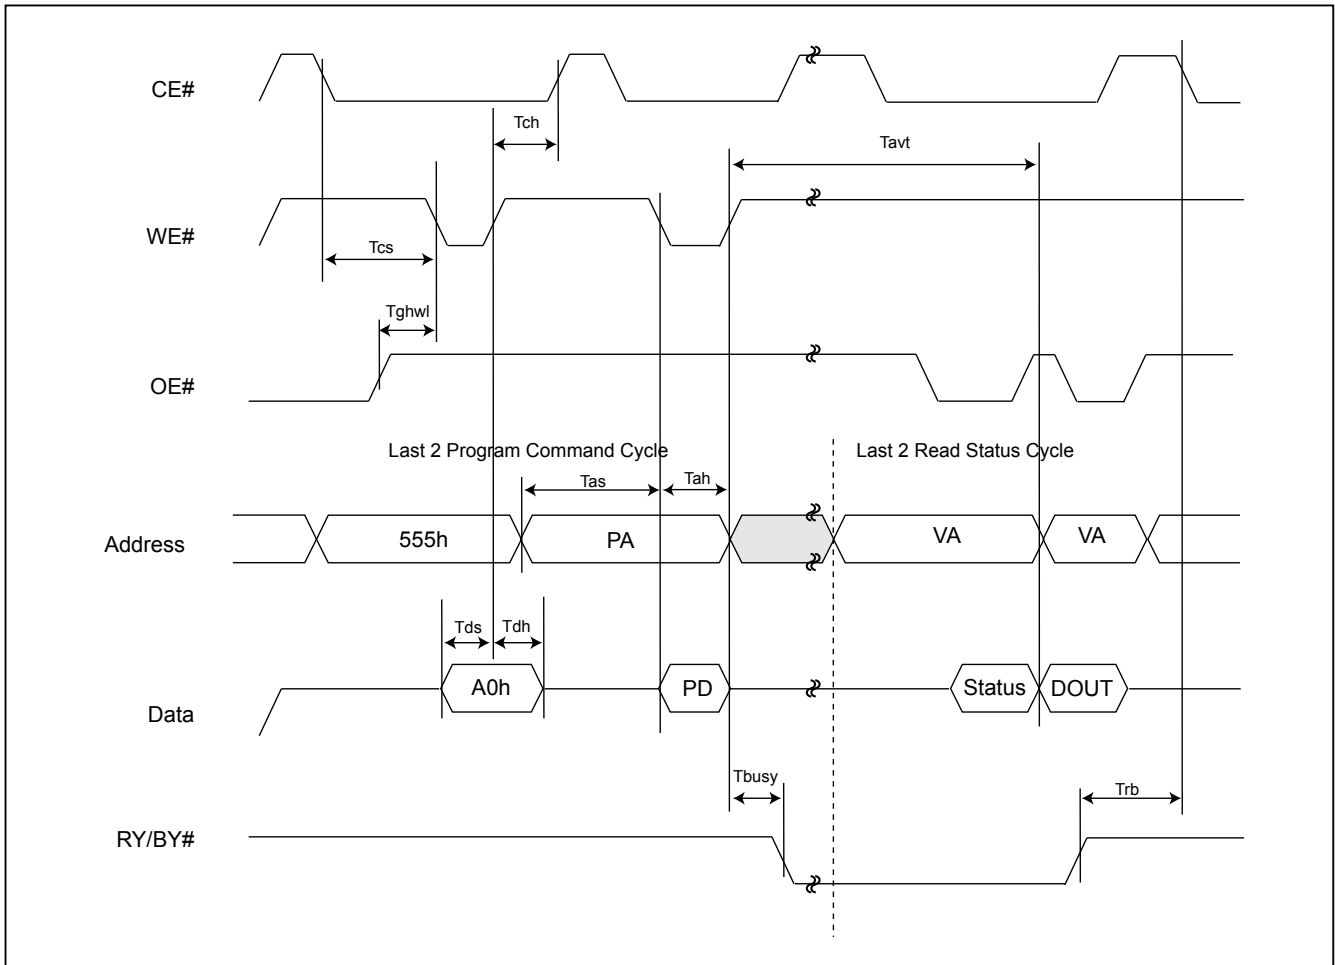 CE#
Tch
Tavt
WE#
Tcs
Tghwl
OE#
Last 2 Program Command Cycle
Last 2 Read Status Cycle
Tas
Tah
Address
555h
PA
VA
VA
Tds
Tdh
Data
A0h
PD
Status
DOUT
Tbusy
Trb
RY/BY#